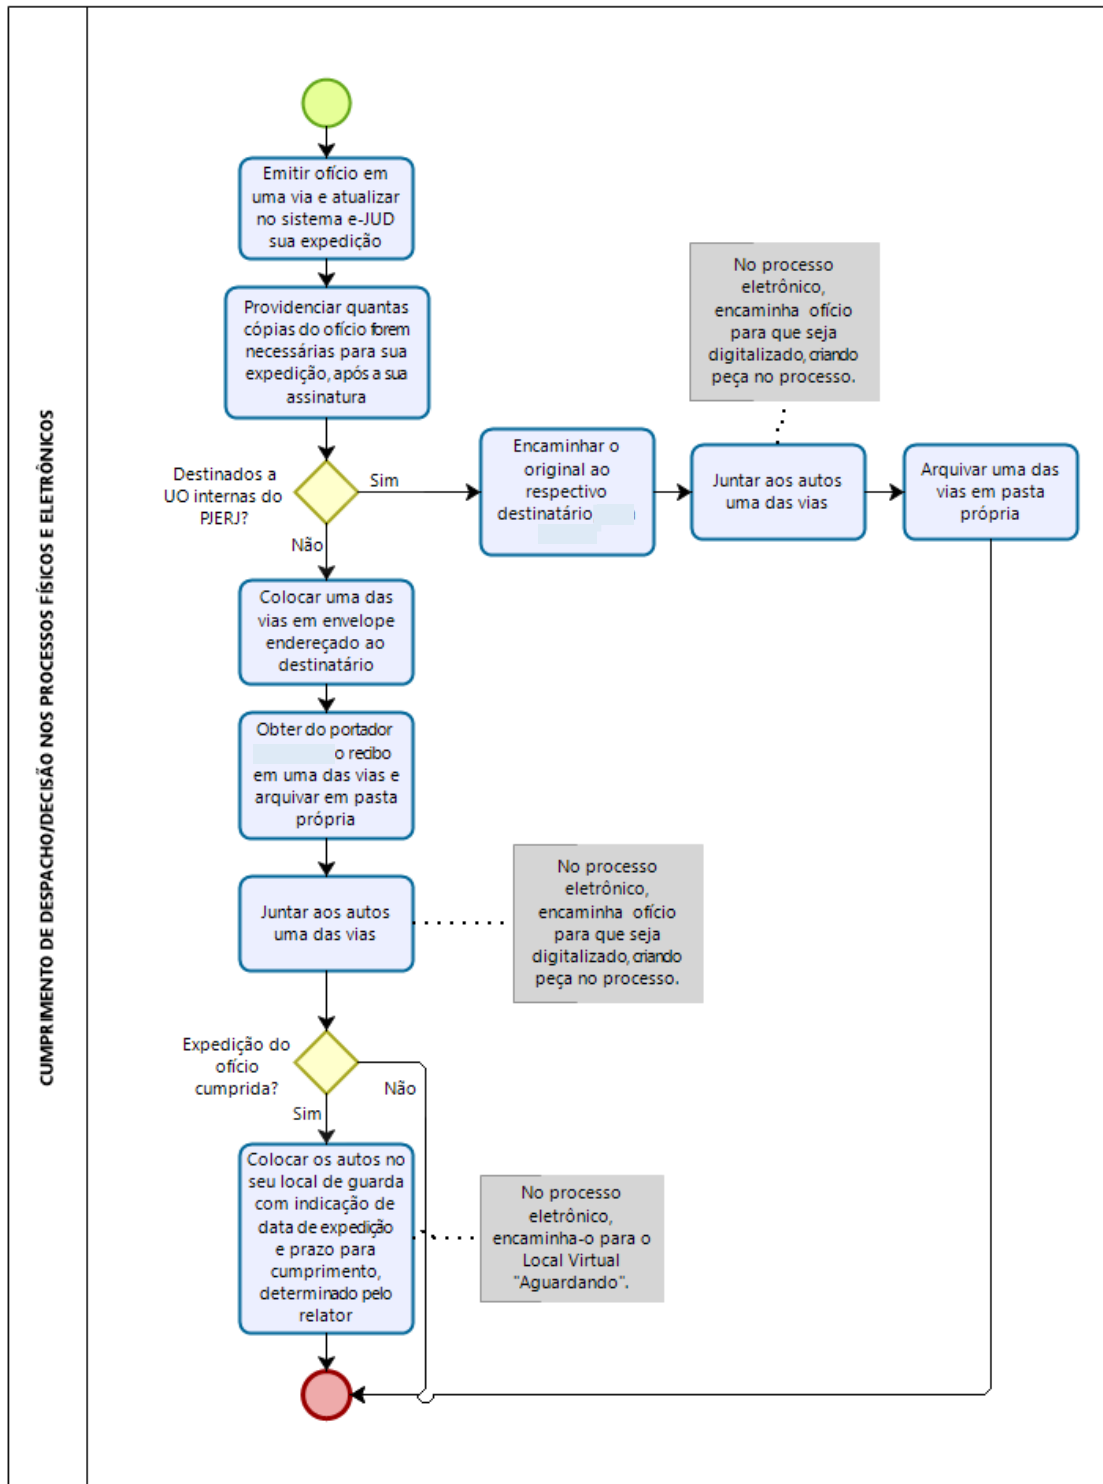 CUMPRIMENTO DE DESPACHO/DECISÃO NOS PROCESSOS FÍSICOS E ELETRÔNICOS
Emitir ofício em
uma via e atualizar
no sistema e-JUD
sua expedição
Providenciar quantas
cópias do ofício forem
necessárias para sua
expedição, após a sua
assinatura
Destinados a
UO internas do
PJERJ?
Sim
Não
Encaminhar o
original ao
respectivo
destinatário
No processo
eletrônico,
encaminha ofício
para que seja
digitalizado, criando
peça no processo.
Juntar aos autos
uma das vias
Arquivar uma das
vias em pasta
própria
Colocar uma das
vias em envelope
endereçado ao
destinatário
Obter do portador
o recibo
em uma das vias e
arquivar em pasta
própria
Juntar aos autos
uma das vias
No processo
eletrônico,
encaminha ofício
para que seja
digitalizado, criando
peça no processo.
Expedição do
ofício
cumprida?
Não
Sim
Colocar os autos no
seu local de guarda
com indicação de
data de expedição
e prazo para
cumprimento,
determinado pelo
relator
No processo
eletrônico,
encaminha-o para o
Local Virtual
"Aguardando".